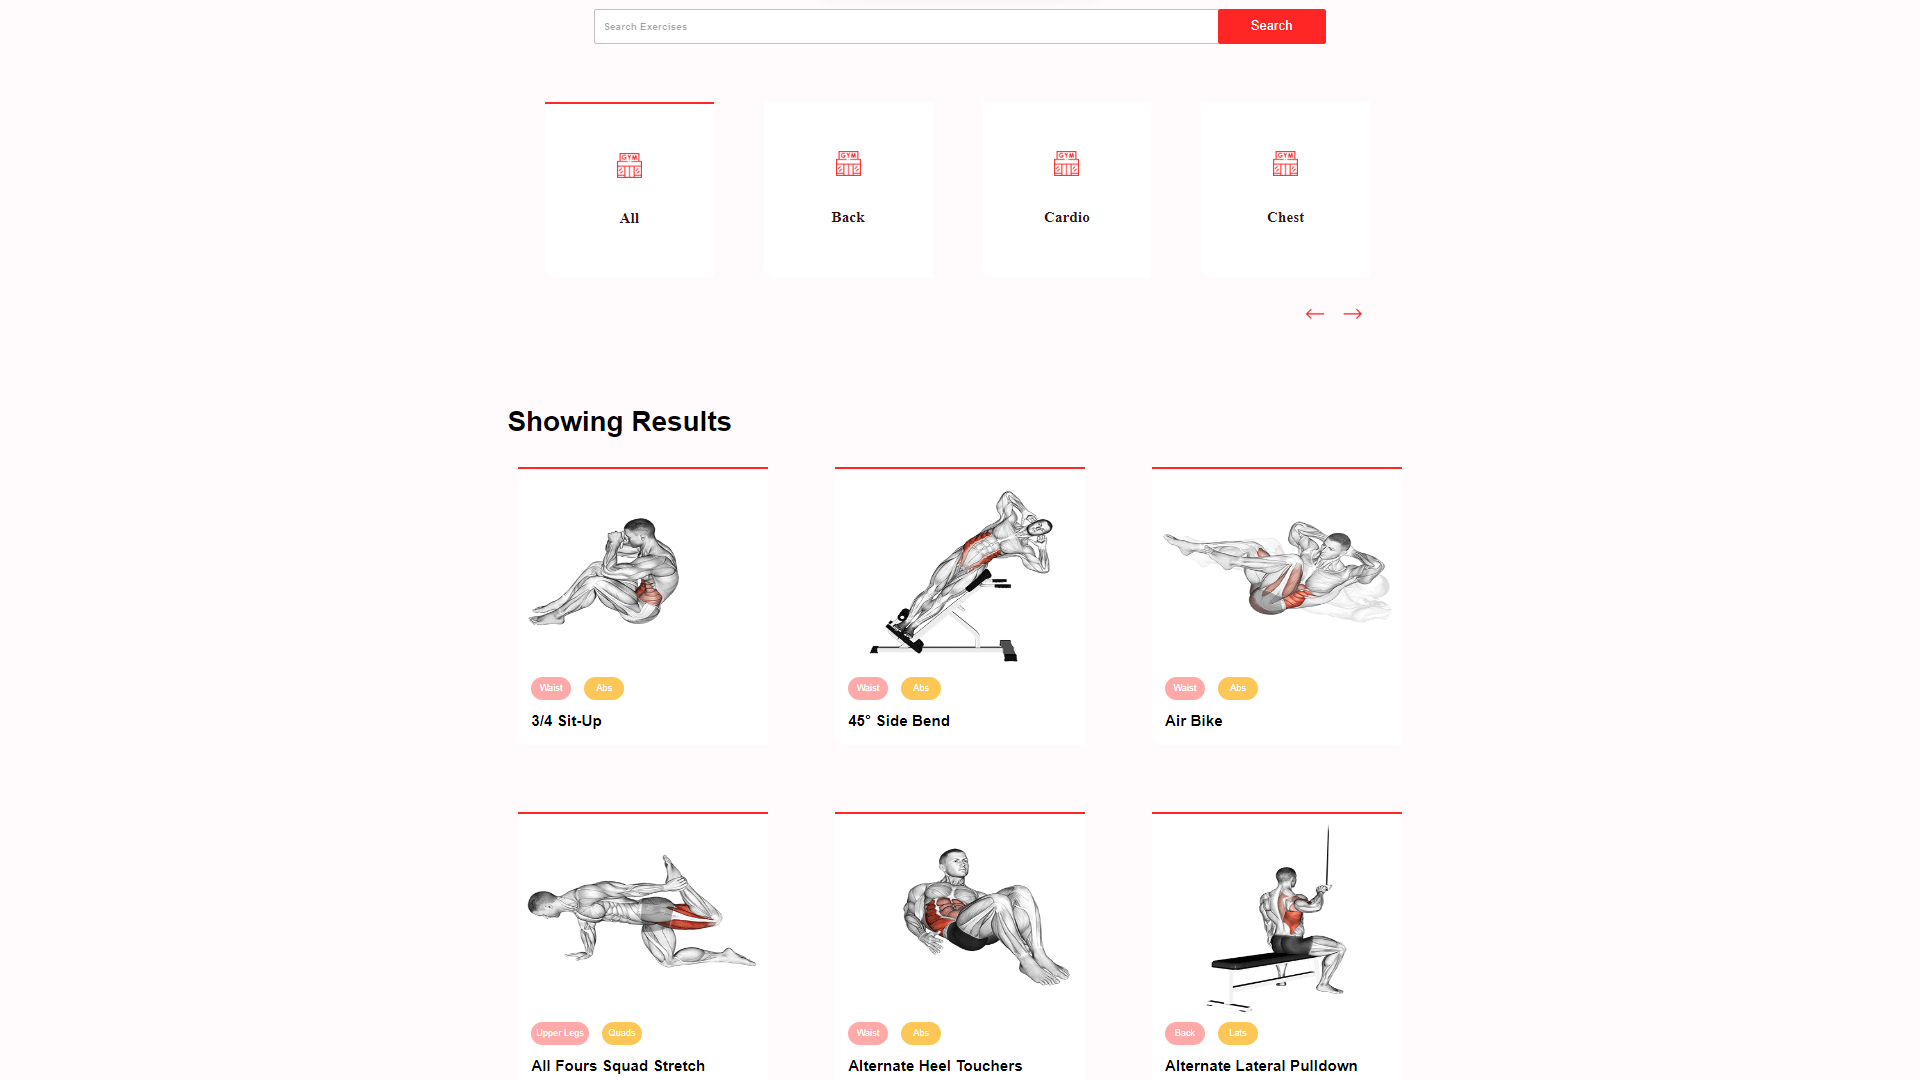 Search Exercises
Search
GYM
GYM
GYM
GYM
All
Back
Cardio
Chest
Showing Results
Waist
Abs
Waist
Abs
Waist
Abs
3/4 Sit-Up
45° Side Bend
Air Bike
Upper Legs
Quads
Waist
Abs
Back
Lats
All Fours Squad Stretch
Alternate Heel Touchers
Alternate Lateral Pulldown